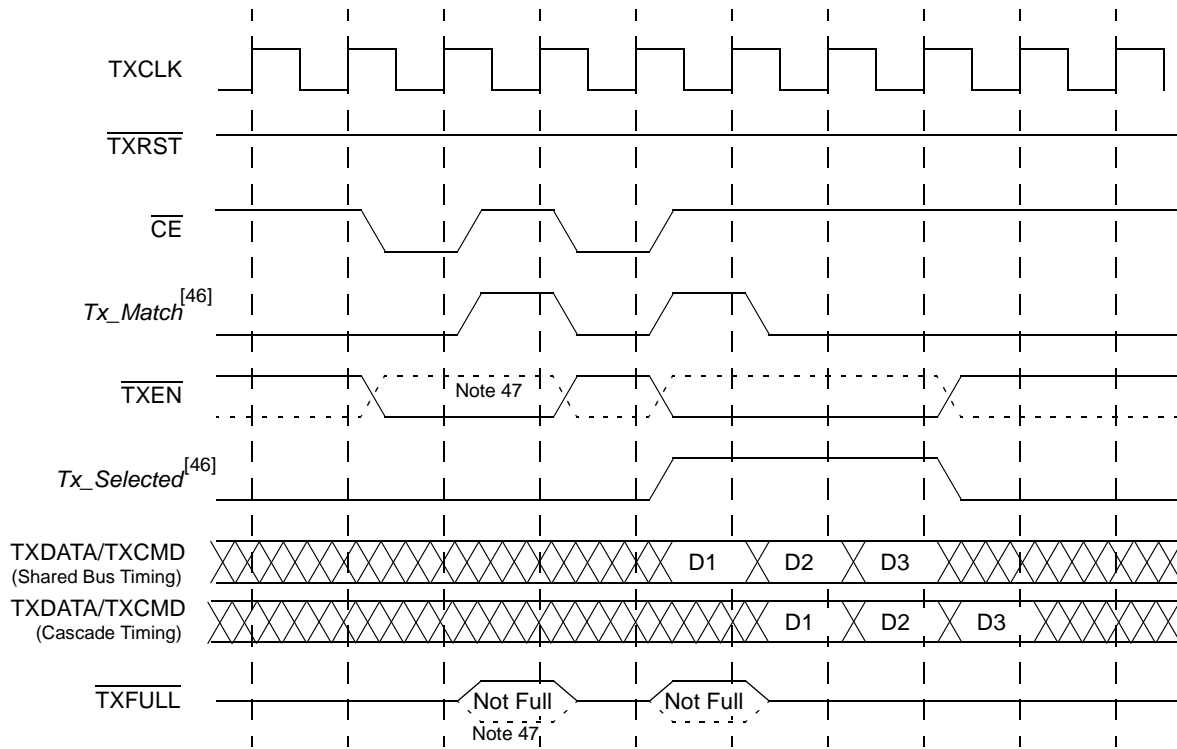 TXCLK
TXRST
CE
Tx_Match[46]
TXEN
Note 47
Tx_Selected[46]
TXDATA/TXCMD
(Shared Bus Timing)
D1 D2 D3
TXDATA/TXCMD
(Cascade Timing)
D1 D2 D3
TXFULL
Not Full Not Full
Note 47